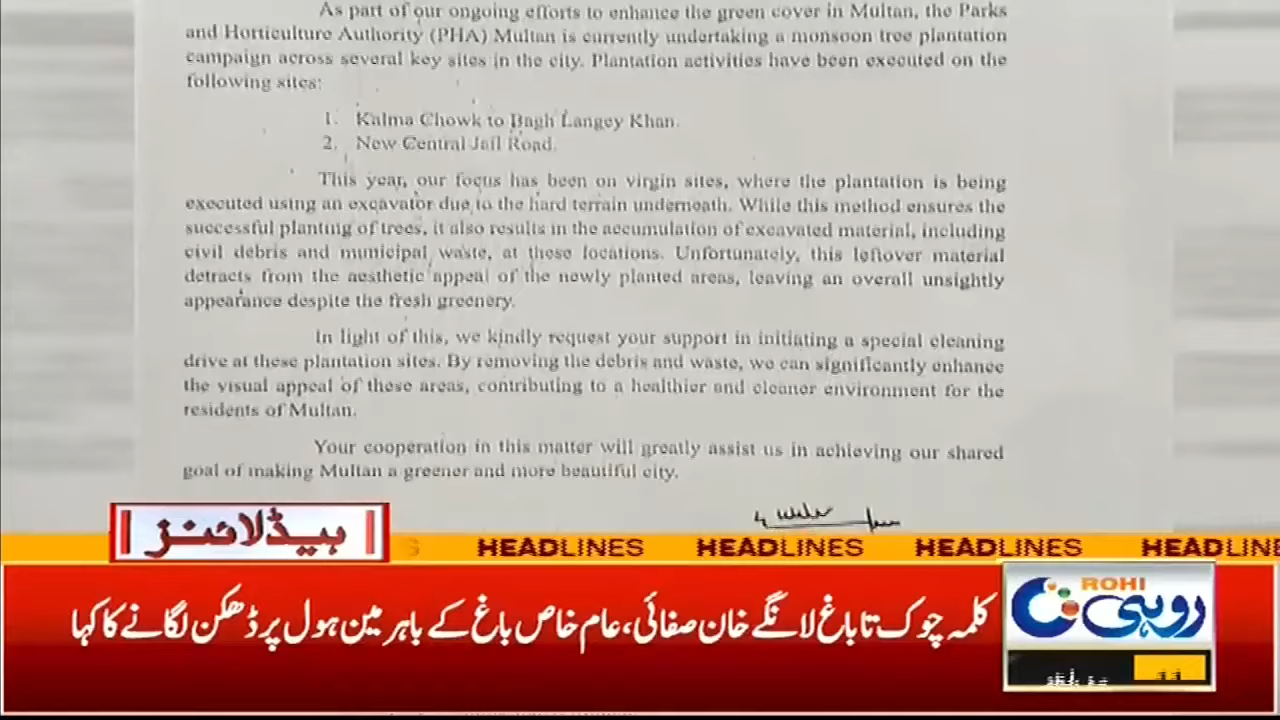 As part of our ongoing efforts to enhance the green cover in Multan, the Parks
and Horticulture Authority (PHA) Multan is currently undertaking a monsoon tree plantation
campaign across several key sites in the city. Plantation activities have been executed on the
following sites:
1. Kalma Chowk to Bagh Langey Khan.
2. New Central Jail Road.
This year, our focus has been on virgin sites, where the plantation is being
executed using an excavator due to the hard terrain underneath. While this method ensures the
successful planting of trees, it also results in the accumulation of excavated material, including
civil debris and municipal waste, at these locations. Unfortunately, this leftover material
detracts from the aesthetic appeal of the newly planted areas, leaving an overall unsightly
appearance despite the fresh greenery.
In light of this, we kindly request your support in initiating a special cleaning
drive at these plantation sites. By removing the debris and waste, we can significantly enhance
the visual appeal of these areas, contributing to a healthier and cleaner environment for the
residents of Multan.
Your cooperation in this matter will greatly assist us in achieving our shared
goal of making Multan a greener and more beautiful city.
ہیڈلائنز
S HEADLINES HEADLINES HEADLINES HEADLINE
ROHI
روہی
کلمہ چوک تا باغ لانگے خان صفائی، عام خاص باغ کے باہر مین ہول پر ڈھکن لگانے کا کہا